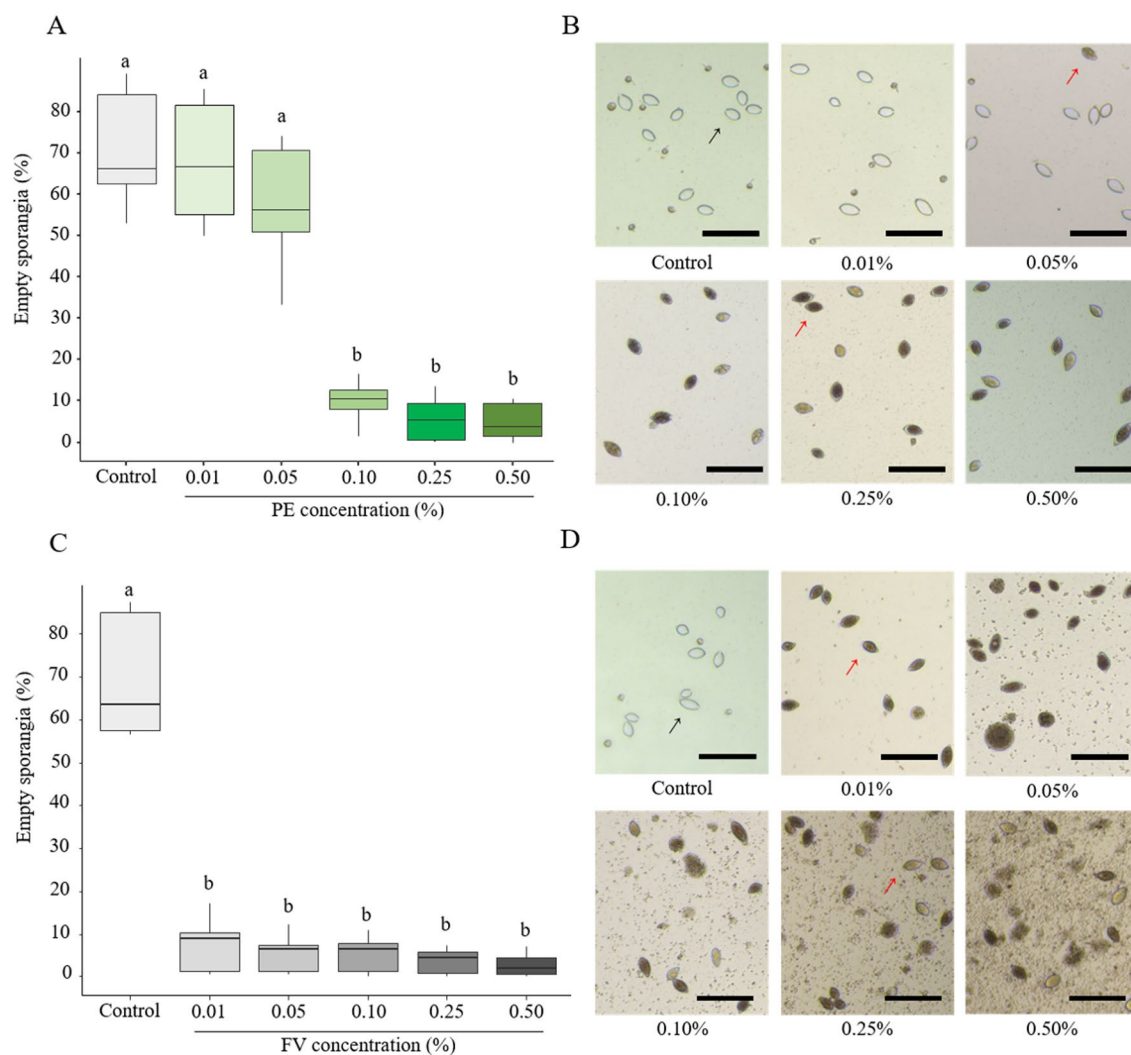 A
Empty sporangia (%)
80
70
60
50
40
30
20
10
0
a
a
a
b
b
b
Control
0.01
0.05
0.10
0.25
0.50
PE concentration (%)
B
Control
0.01%
0.05%
0.10%
0.25%
0.50%
C
Empty sporangia (%)
80
70
60
50
40
30
20
10
0
a
b
b
b
b
b
Control
0.01
0.05
0.10
0.25
0.50
FV concentration (%)
D
Control
0.01%
0.05%
0.10%
0.25%
0.50%